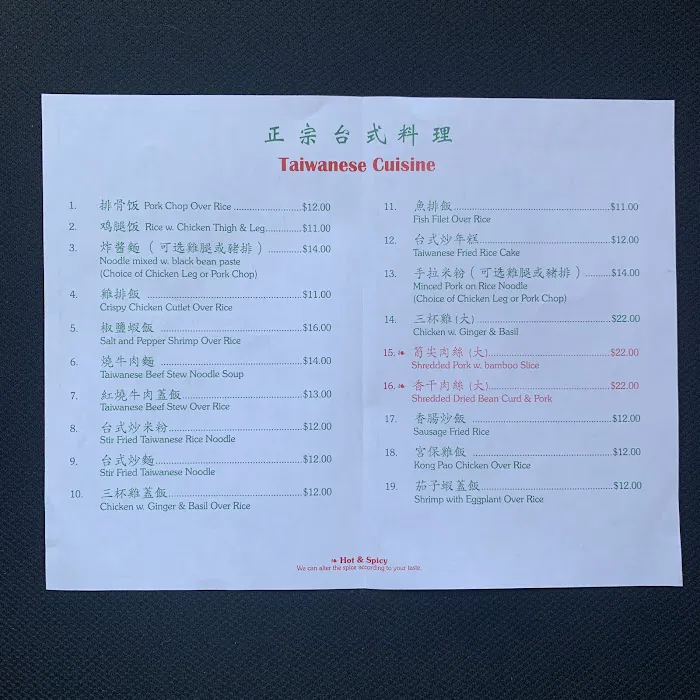 正宗台式料理
Taiwanese Cuisine
1. 排骨饭 Pork Chop Over Rice ............ $12.00
2. 鸡腿饭 Rice w. Chicken Thigh & Leg ............ $11.00
3. 炸醬麵 ( 可选雞腿或豬排 ) ............ $14.00
Noodle mixed w. black bean paste
(Choice of Chicken Leg or Pork Chop)
4. 雞排飯 ............ $11.00
Crispy Chicken Cutlet Over Rice
5. 椒鹽蝦飯 ............ $16.00
Salt and Pepper Shrimp Over Rice
6. 燒牛肉麵 ............ $14.00
Taiwanese Beef Stew Noodle Soup
7. 紅燒牛肉蓋飯 ............ $13.00
Taiwanese Beef Stew Over Rice
8. 台式炒米粉 ............ $12.00
Stir Fried Taiwanese Rice Noodle
9. 台式炒麵 ............ $12.00
Stir Fried Taiwanese Noodle
10. 三杯雞蓋飯 ............ $12.00
Chicken w. Ginger & Basil Over Rice
11. 魚排飯 ............ $11.00
Fish Filet Over Rice
12. 台式炒年糕 ............ $12.00
Taiwanese Fried Rice Cake
13. 手拉米粉 ( 可选雞腿或豬排 ) ............ $14.00
Minced Pork on Rice Noodle
(Choice of Chicken Leg or Pork Chop)
14. 三杯雞 (大) ............ $22.00
Chicken w. Ginger & Basil
15. 筍尖肉絲 (大) ............ $22.00
Shredded Pork w. bamboo Slice
16. 香干肉絲 (大) ............ $22.00
Shredded Dried Bean Curd & Pork
17. 香腸炒飯 ............ $12.00
Sausage Fried Rice
18. 宮保雞飯 ............ $12.00
Kong Pao Chicken Over Rice
19. 茄子蝦蓋飯 ............ $12.00
Shrimp with Eggplant Over Rice
Hot & Spicy
We can alter the spice according to your taste.